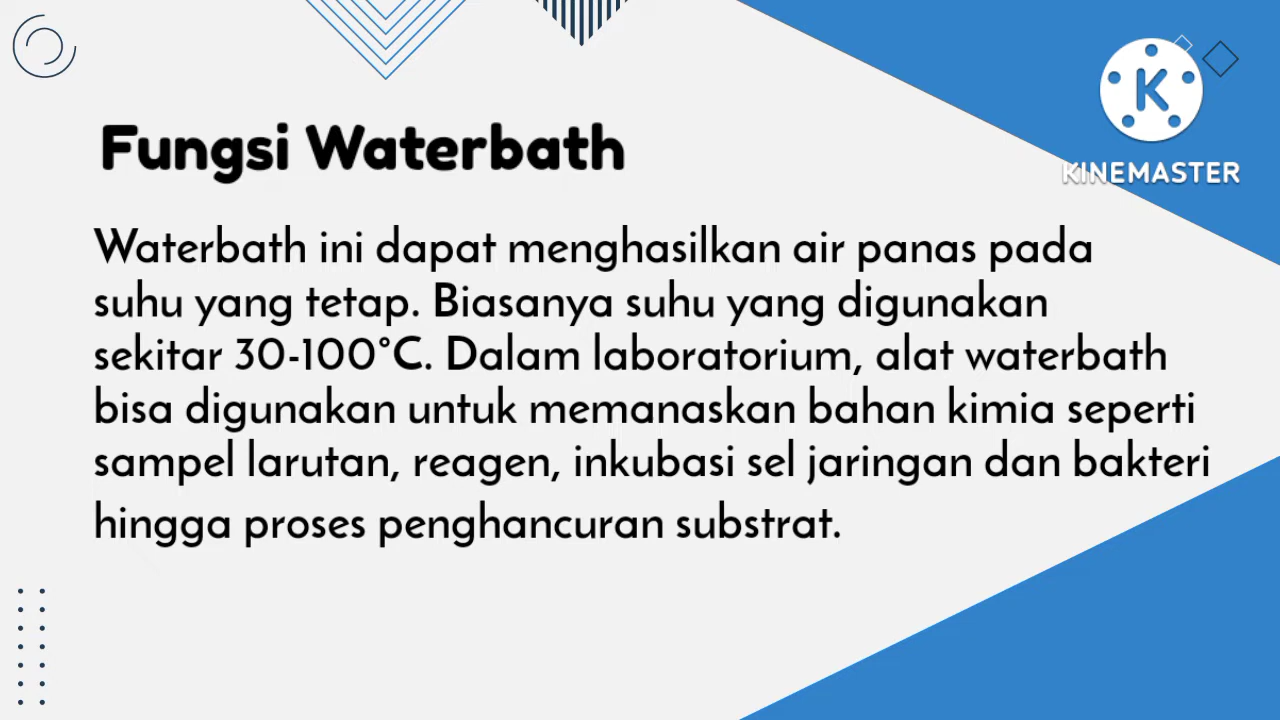 K
KINEMASTER
Fungsi Waterbath
Waterbath ini dapat menghasilkan air panas pada
suhu yang tetap. Biasanya suhu yang digunakan
sekitar 30-100°C. Dalam laboratorium, alat waterbath
bisa digunakan untuk memanaskan bahan kimia seperti
sampel larutan, reagen, inkubasi sel jaringan dan bakteri
hingga proses penghancuran substrat.